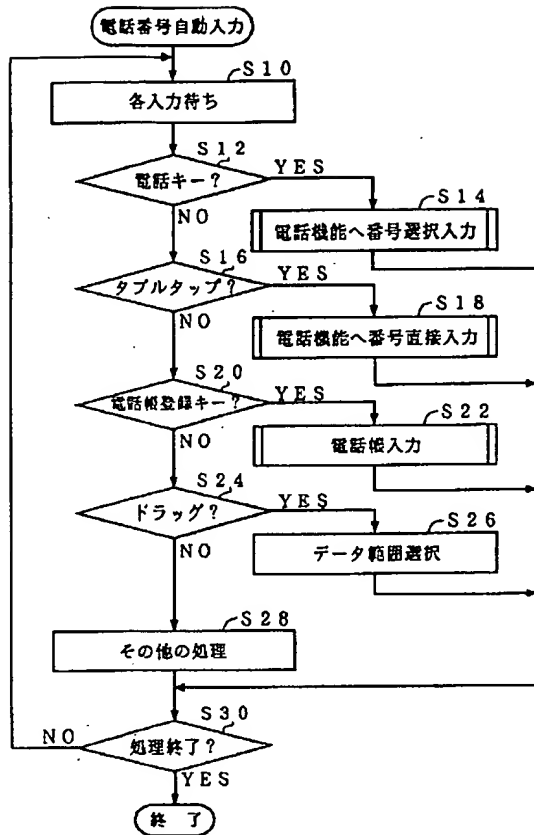 電話番号自動入力
S10
各入力待ち
S12
電話キー?
YES
NO
S14
電話機能へ番号選択入力
S16
タブルタップ?
YES
NO
S18
電話機能へ番号直接入力
S20
電話帳登録キー?
YES
NO
S22
電話帳入力
S24
ドラッグ?
YES
NO
S26
データ範囲選択
S28
その他の処理
S30
処理終了?
NO
YES
終了